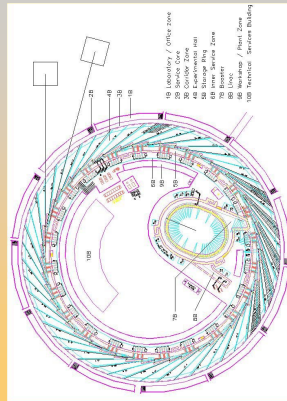 1B Laboratory / Office Zone
2B Service Core
3B Corridor Zone
4B Experimental Hall
5B Storage Ring
6B Inner Service Zone
7B Booster
8B Linac
9B Workshop / Plant Zone
10B Technical Services Building
2B
4B
3B
1B
6B
9B
5B
10B
7B
8B